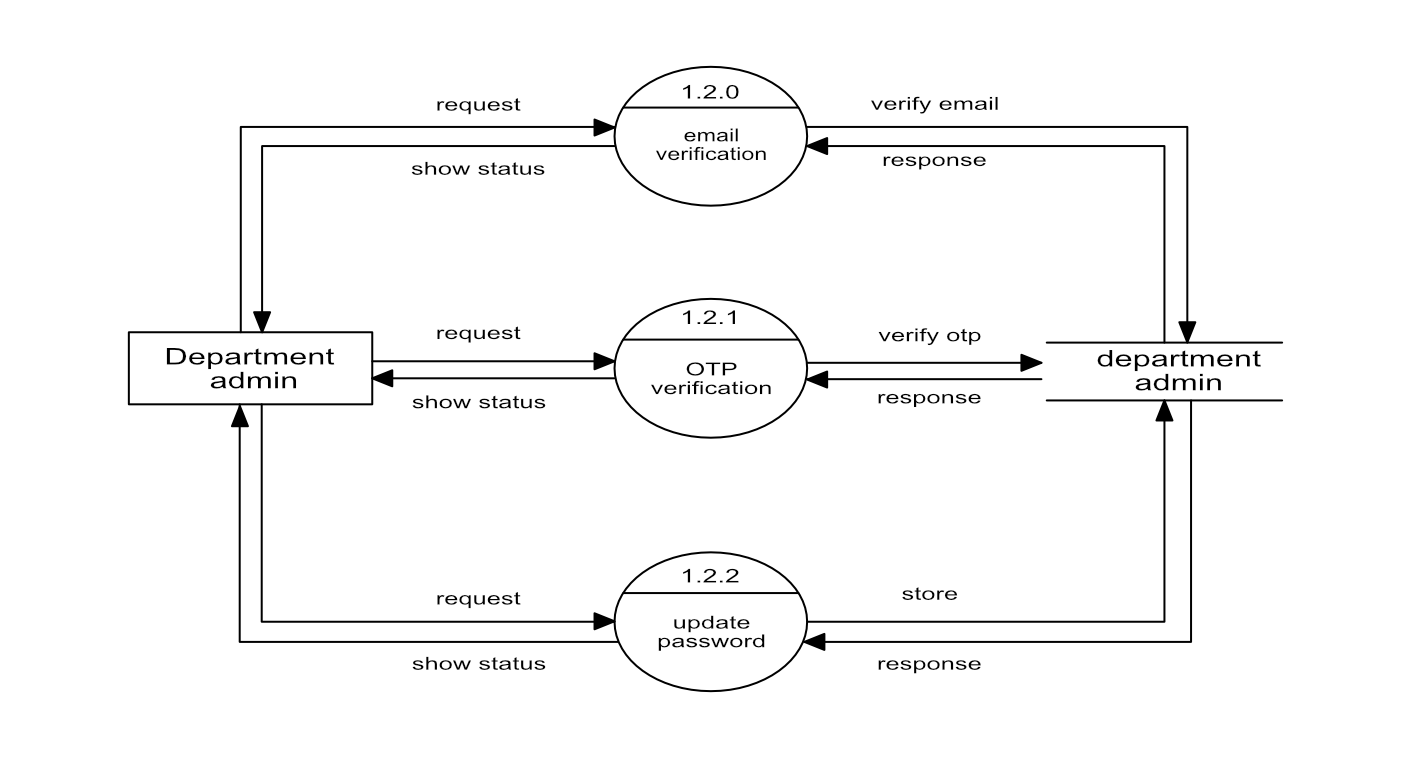 1.2.0
request
verify email
email
verification
show status
response
1.2.1
request
verify otp
Department
admin
OTP
verification
department
admin
show status
response
1.2.2
request
store
update
password
show status
response